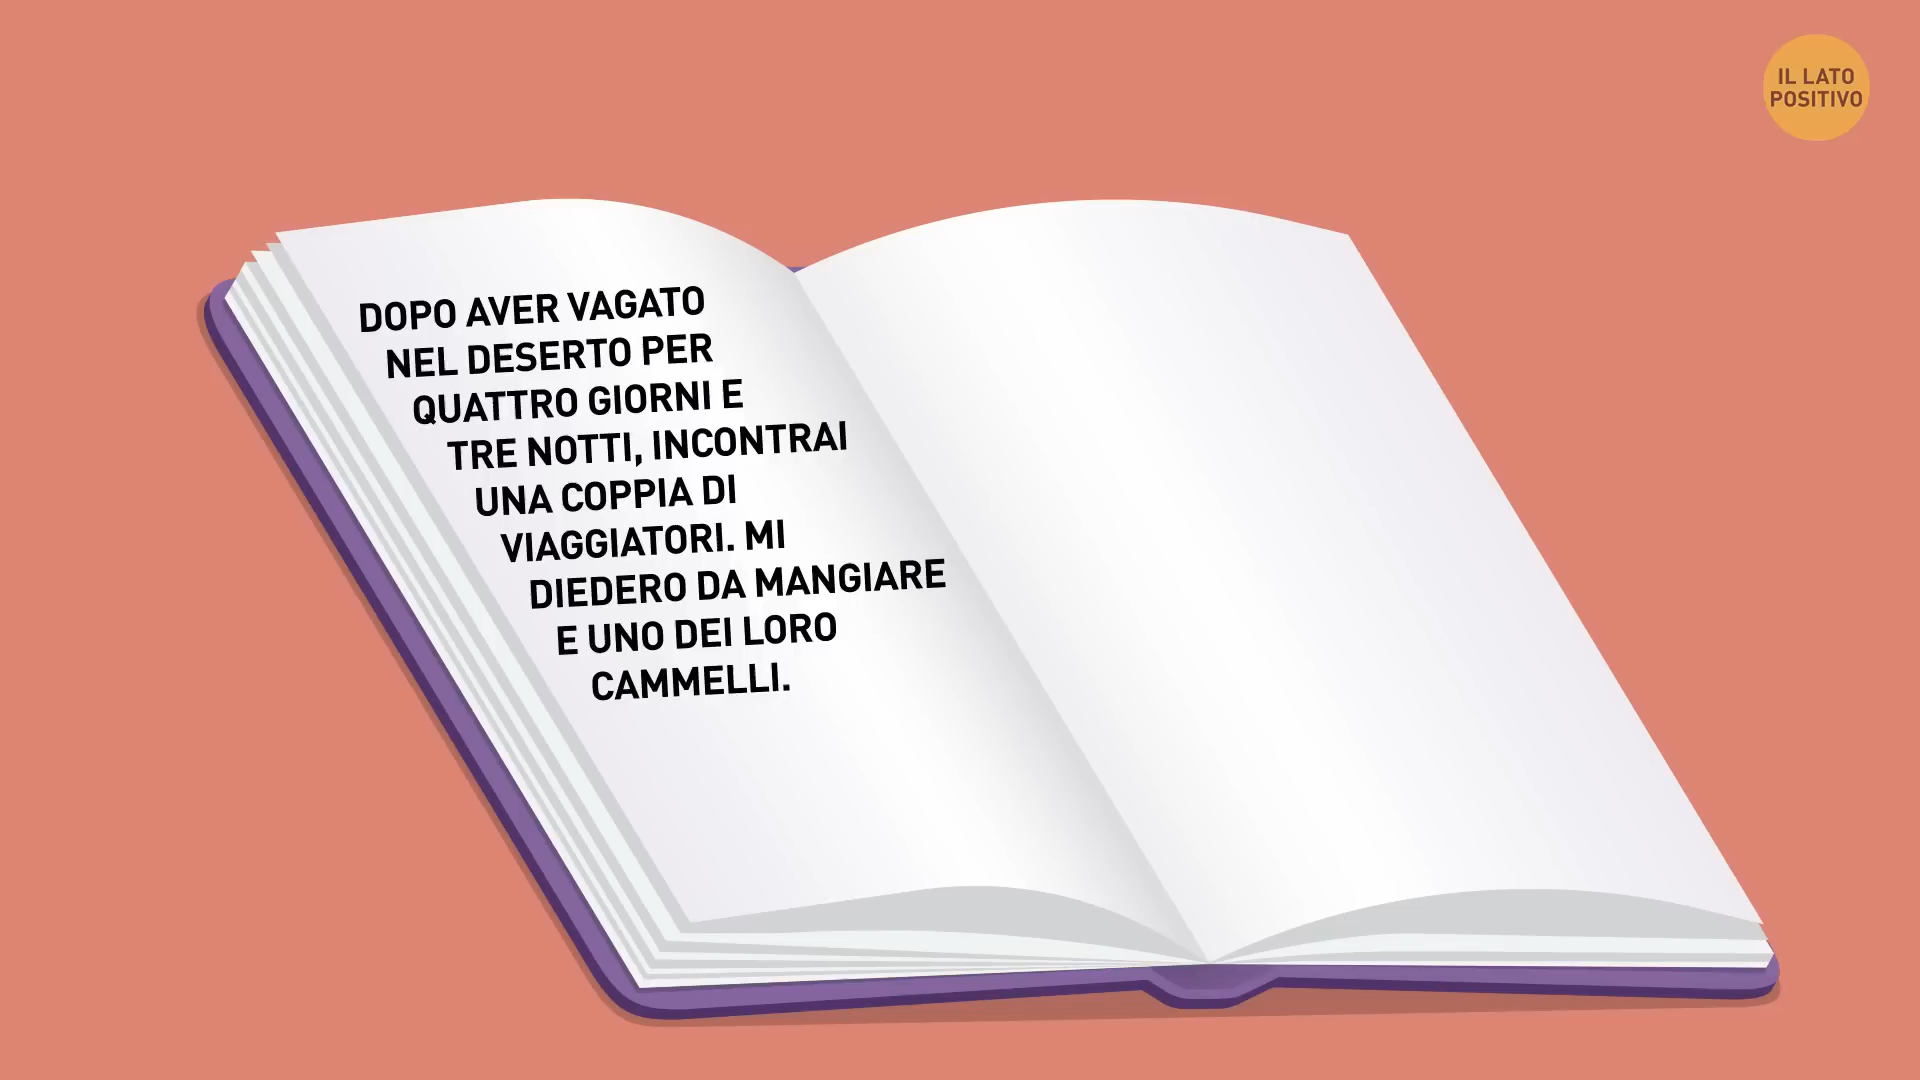 IL LATO
POSITIVO
DOPO AVER VAGATO
NEL DESERTO PER
QUATTRO GIORNI E
TRE NOTTI, INCONTRAI
UNA COPPIA DI
VIAGGIATORI. MI
DIEDERO DA MANGIARE
E UNO DEI LORO
CAMMELLI.